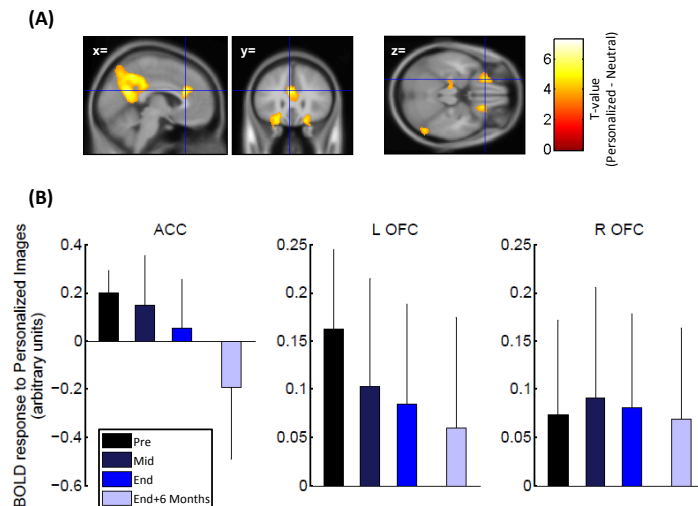 (A)
x=
y=
z=
6
4
2
0
T-value
(Personalized - Neutral)
(B)
ACC
L OFC
R OFC
BOLD response to Personalized Images
(arbitrary units)
0.4
0.2
0
−0.2
−0.4
−0.6
Pre
Mid
End
End+6 Months
0.25
0.2
0.15
0.1
0.05
0
0.25
0.2
0.15
0.1
0.05
0